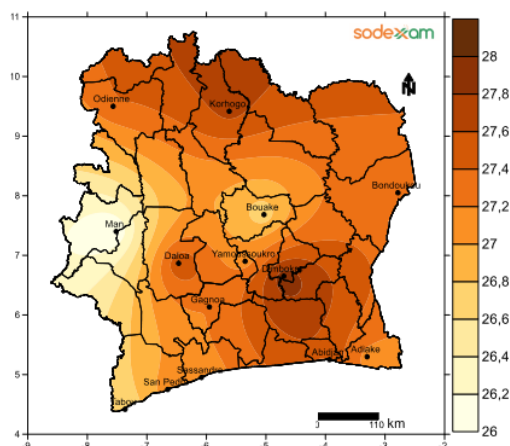 11
sodexam
28
10
27.8
N
Odienne
Korhogo
27.6
9
27.4
Bondoukou
8
27.2
Bouake
Man
27
7
Daloa
Yamoussoukro
26.8
Dimbokro
6
Gagnoa
26.6
Abidjan
Adiake
26.4
5
Sassandra
San Pedro
26.2
Tabou
110 km
4
26